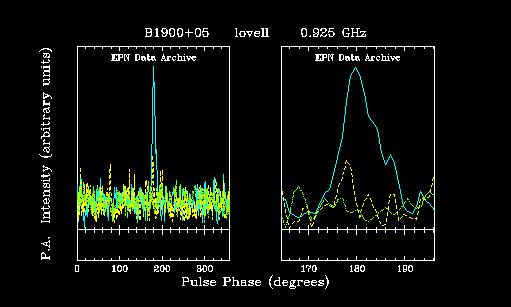 B1900+05 lovell 0.925 GHz
EPN Data Archive EPN Data Archive
P.A. Intensity (arbitrary units)
0 100 200 300 170 180 190
Pulse Phase (degrees)